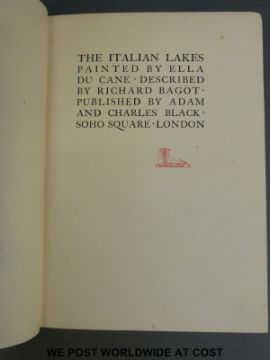 THE ITALIAN LAKES
PAINTED BY ELLA
DU CANE · DESCRIBED
BY RICHARD BAGOT ·
PUBLISHED BY ADAM
AND CHARLES BLACK ·
SOHO SQUARE · LONDON
WE POST WORLDWIDE AT COST